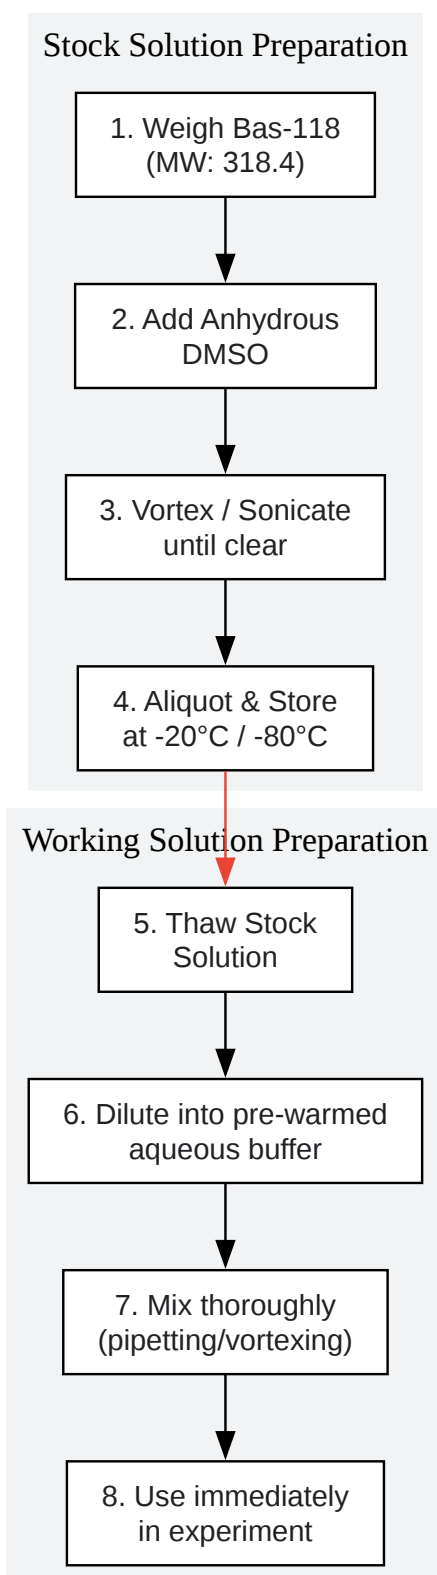 Stock Solution Preparation
1. Weigh Bas-118
(MW: 318.4)
2. Add Anhydrous
DMSO
3. Vortex / Sonicate
until clear
4. Aliquot & Store
at -20°C / -80°C
Working Solution Preparation
5. Thaw Stock
Solution
6. Dilute into pre-warmed
aqueous buffer
7. Mix thoroughly
(pipetting/vortexing)
8. Use immediately
in experiment